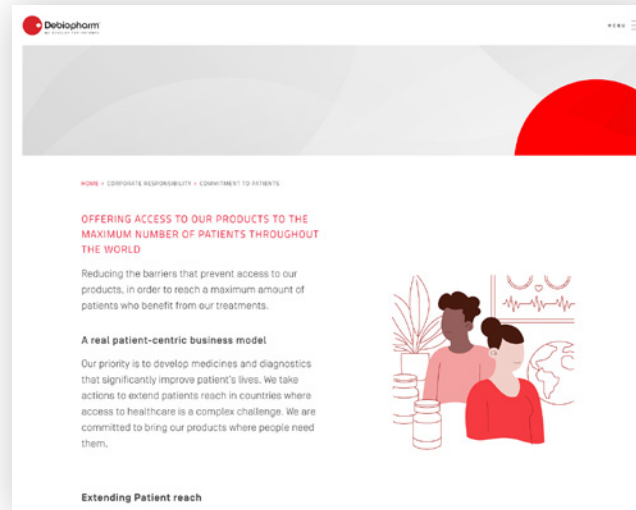 Debiopharm
WE DEVELOP FOR PATIENTS
MENU
HOME > CORPORATE RESPONSIBILITY > COMMITMENT TO PATIENTS
OFFERING ACCESS TO OUR PRODUCTS TO THE
MAXIMUM NUMBER OF PATIENTS THROUGHOUT
THE WORLD
Reducing the barriers that prevent access to our
products, in order to reach a maximum amount of
patients who benefit from our treatments.
A real patient-centric business model
Our priority is to develop medicines and diagnostics
that significantly improve patient's lives. We take
actions to extend patients reach in countries where
access to healthcare is a complex challenge. We are
committed to bring our products where people need
them.
Extending Patient reach